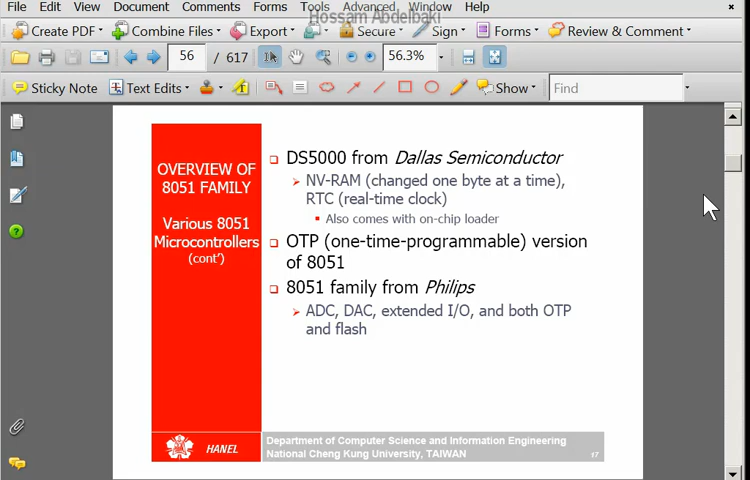 File Edit View Document Comments Forms Tools Advanced Window Help
Hossam Abdelbaki
Create PDF Combine Files Export Secure Sign Forms Review & Comment
56 / 617 56.3%
Sticky Note Text Edits Show Find
OVERVIEW OF
8051 FAMILY
Various 8051
Microcontrollers
(cont’)
DS5000 from Dallas Semiconductor
NV-RAM (changed one byte at a time),
RTC (real-time clock)
Also comes with on-chip loader
OTP (one-time-programmable) version
of 8051
8051 family from Philips
ADC, DAC, extended I/O, and both OTP
and flash
HANEL
Department of Computer Science and Information Engineering
National Cheng Kung University, TAIWAN
17